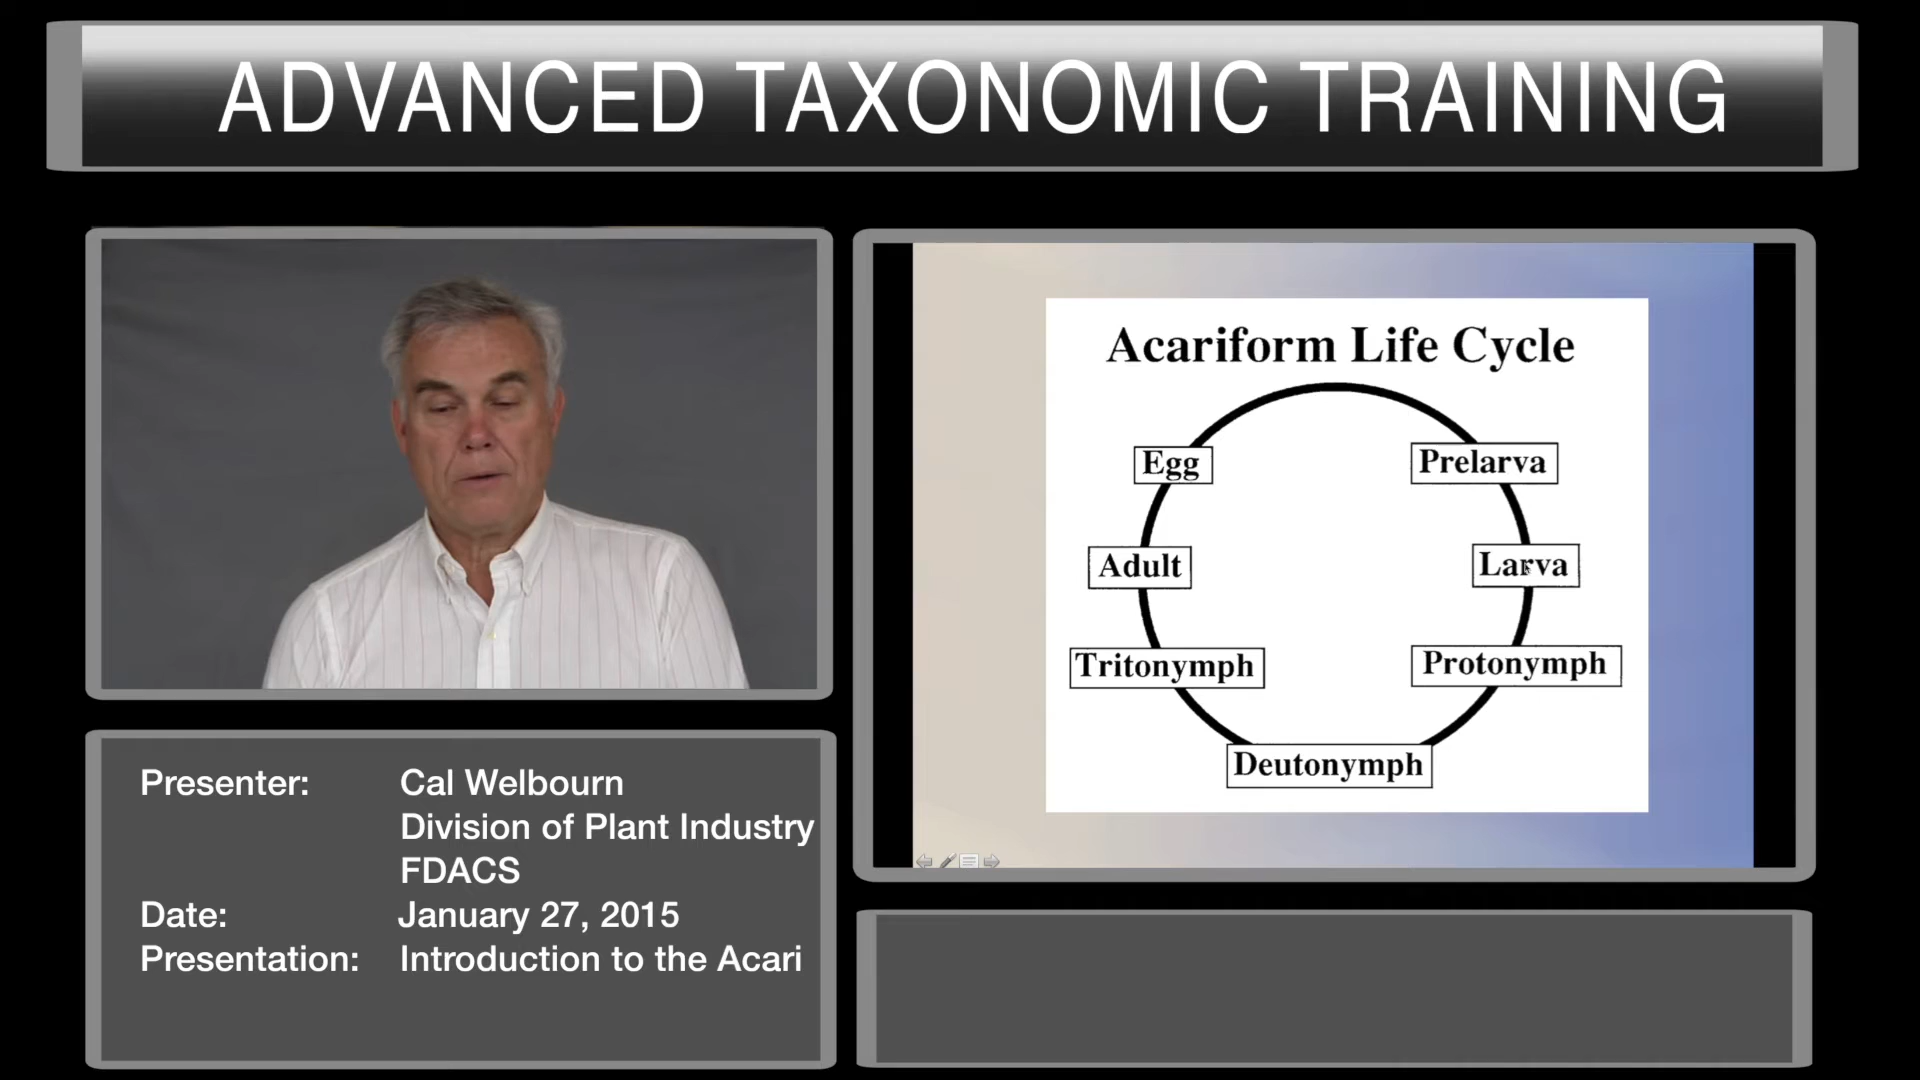 ADVANCED TAXONOMIC TRAINING
Acariform Life Cycle
Egg
Prelarva
Adult
Larva
Tritonymph
Protonymph
Deutonymph
Presenter: Cal Welbourn
Division of Plant Industry
FDACS
Date: January 27, 2015
Presentation: Introduction to the Acari